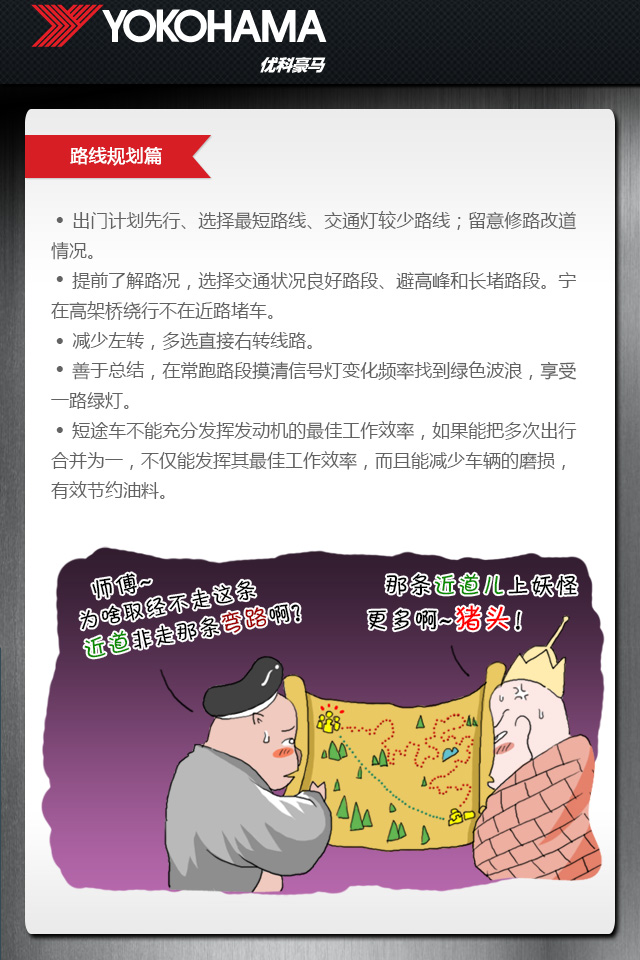 YOKOHAMA
优科豪马
路线规划篇
• 出门计划先行、选择最短路线、交通灯较少路线；留意修路改道
情况。
• 提前了解路况，选择交通状况良好路段、避高峰和长堵路段。宁
在高架桥绕行不在近路堵车。
• 减少左转，多选直接右转线路。
• 善于总结，在常跑路段摸清信号灯变化频率找到绿色波浪，享受
一路绿灯。
• 短途车不能充分发挥发动机的最佳工作效率，如果能把多次出行
合并为一，不仅能发挥其最佳工作效率，而且能减少车辆的磨损，
有效节约油料。
师傅~
为啥取经不走这条
近道非走那条弯路啊?
那条近道儿上妖怪
更多啊~猪头!